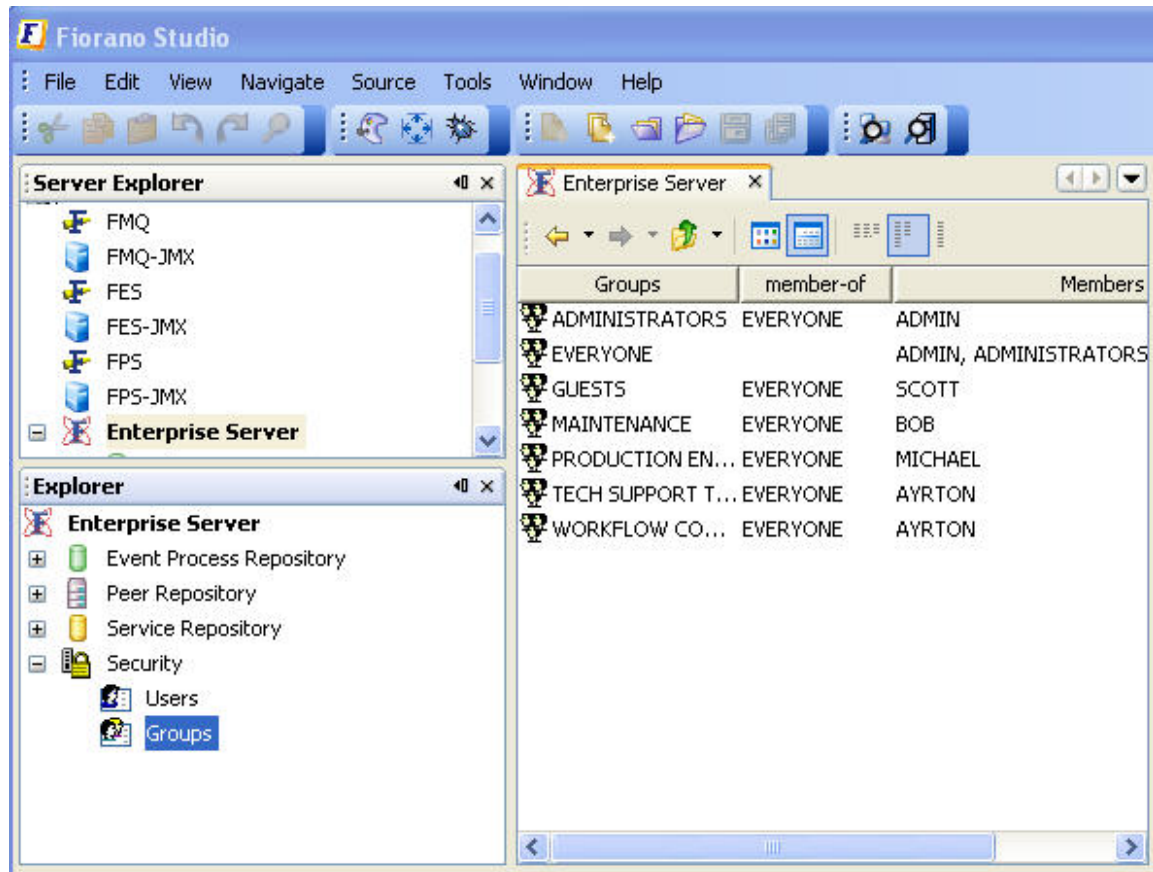 Fiorano Studio
File Edit View Navigate Source Tools Window Help
Server Explorer
FMQ
FMQ-JMX
FES
FES-JMX
FPS
FPS-JMX
Enterprise Server
Explorer
Enterprise Server
Event Process Repository
Peer Repository
Service Repository
Security
Users
Groups
Enterprise Server
Groups member-of Members
ADMINISTRATORS EVERYONE ADMIN
EVERYONE ADMIN, ADMINISTRATORS
GUESTS EVERYONE SCOTT
MAINTENANCE EVERYONE BOB
PRODUCTION EN... EVERYONE MICHAEL
TECH SUPPORT T... EVERYONE AYRTON
WORKFLOW CO... EVERYONE AYRTON